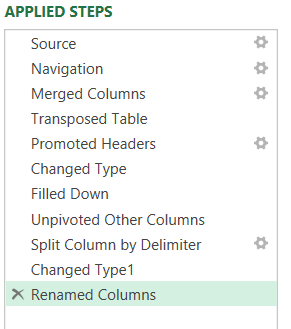 APPLIED STEPS
Source
Navigation
Merged Columns
Transposed Table
Promoted Headers
Changed Type
Filled Down
Unpivoted Other Columns
Split Column by Delimiter
Changed Type1
Renamed Columns